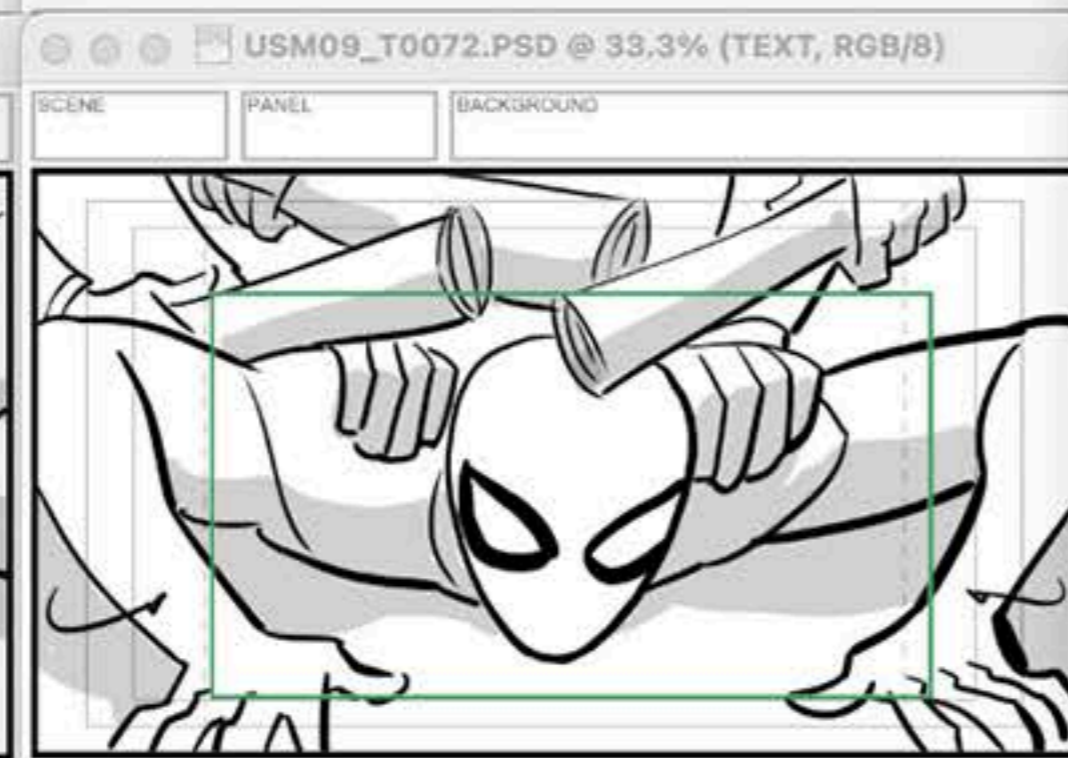 USM09_T0072.PSD @ 33.3% (TEXT, RGB/8)
SCENE
PANEL
BACKGROUND